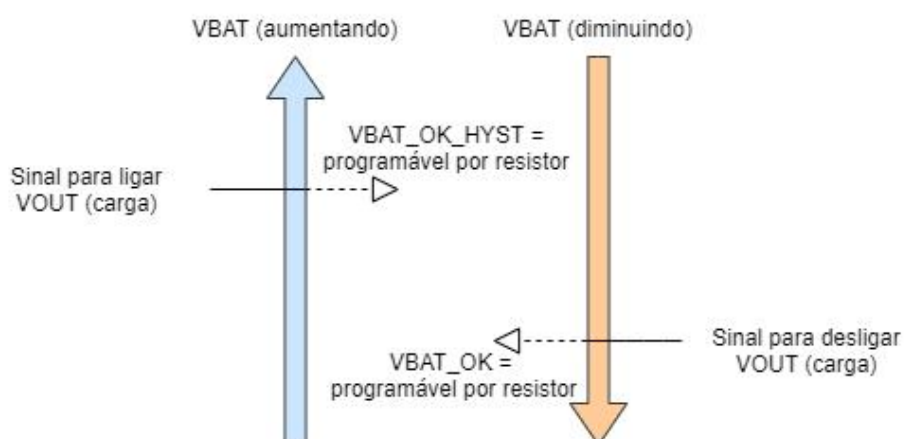 VBAT (aumentando)
VBAT (diminuindo)
VBAT_OK_HYST =
programável por resistor
Sinal para ligar
VOUT (carga)
Sinal para desligar
VOUT (carga)
VBAT_OK =
programável por resistor